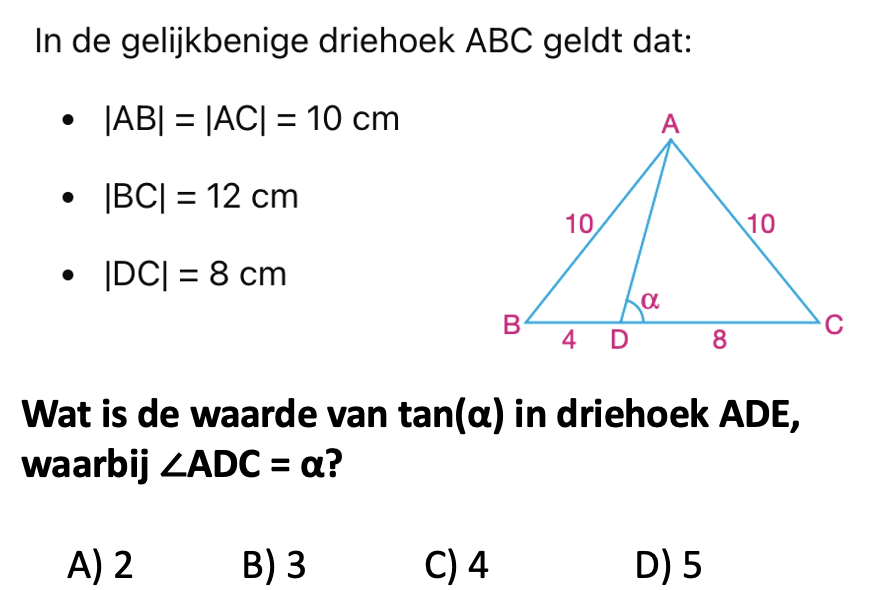 In de gelijkbenige driehoek ABC geldt dat:
• |AB| = |AC| = 10 cm
• |BC| = 12 cm
• |DC| = 8 cm
A
10
10
α
B
C
4
D
8
Wat is de waarde van tan(α) in driehoek ADE,
waarbij ∠ADC = α?
A) 2
B) 3
C) 4
D) 5